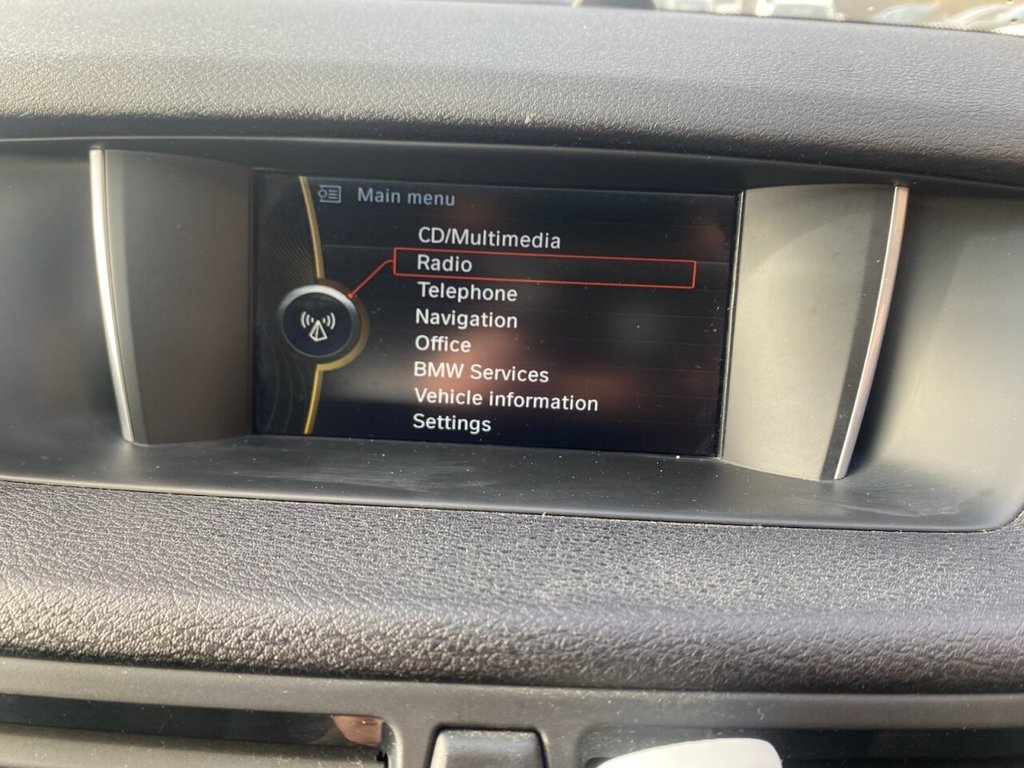 Main menu
CD/Multimedia
Radio
Telephone
Navigation
Office
BMW Services
Vehicle information
Settings